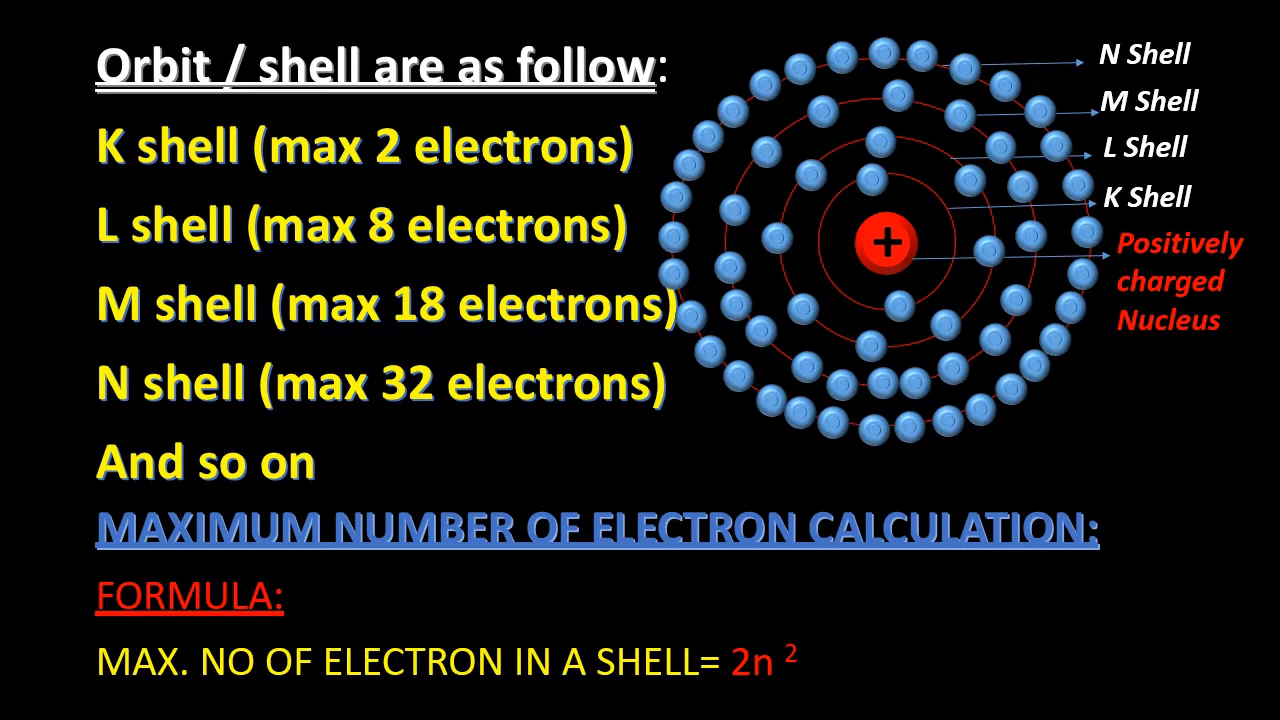 Orbit / shell are as follow:
K shell (max 2 electrons)
L shell (max 8 electrons)
M shell (max 18 electrons)
N shell (max 32 electrons)
And so on
N Shell
M Shell
L Shell
K Shell
+
Positively
charged
Nucleus
MAXIMUM NUMBER OF ELECTRON CALCULATION:
FORMULA:
MAX. NO OF ELECTRON IN A SHELL= 2n ²